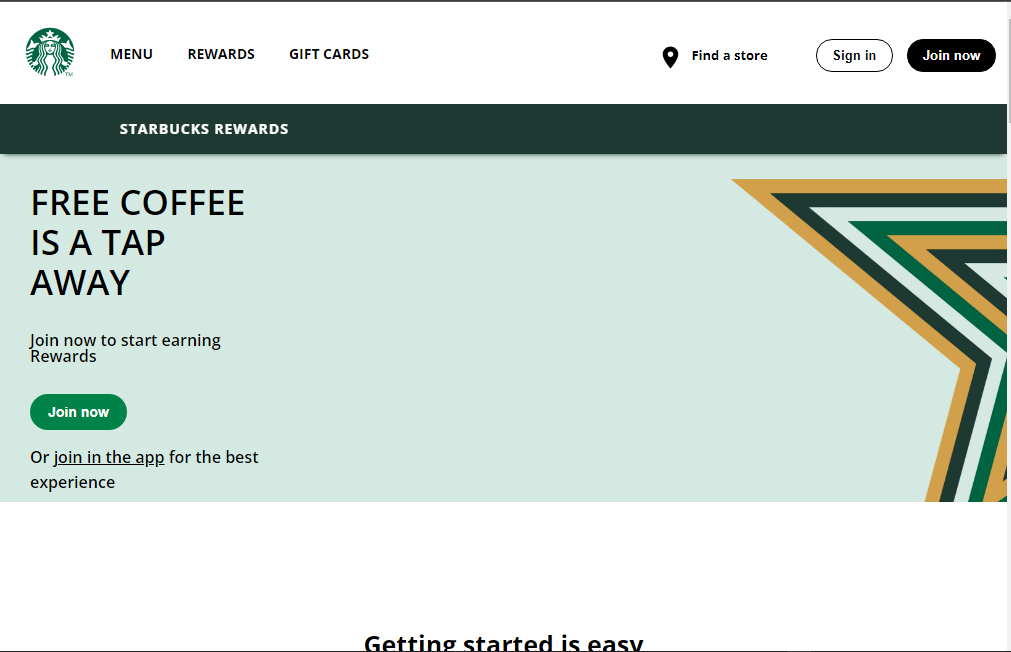 MENU REWARDS GIFT CARDS Find a store Sign in Join now
STARBUCKS REWARDS
FREE COFFEE
IS A TAP
AWAY
Join now to start earning
Rewards
Join now
Or join in the app for the best
experience
Getting started is easy